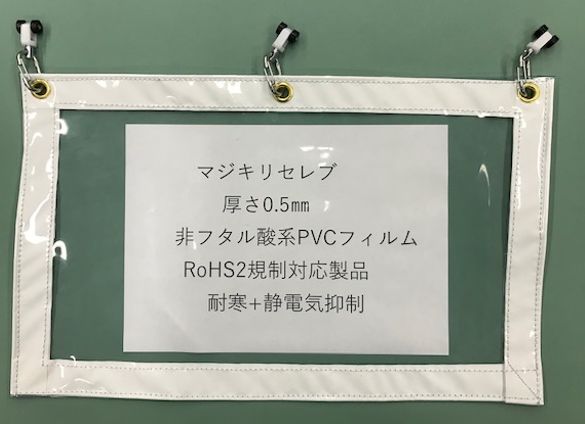 マジキリセレブ
厚さ0.5㎜
非フタル酸系PVCフィルム
RoHS2規制対応製品
耐寒+静電気抑制